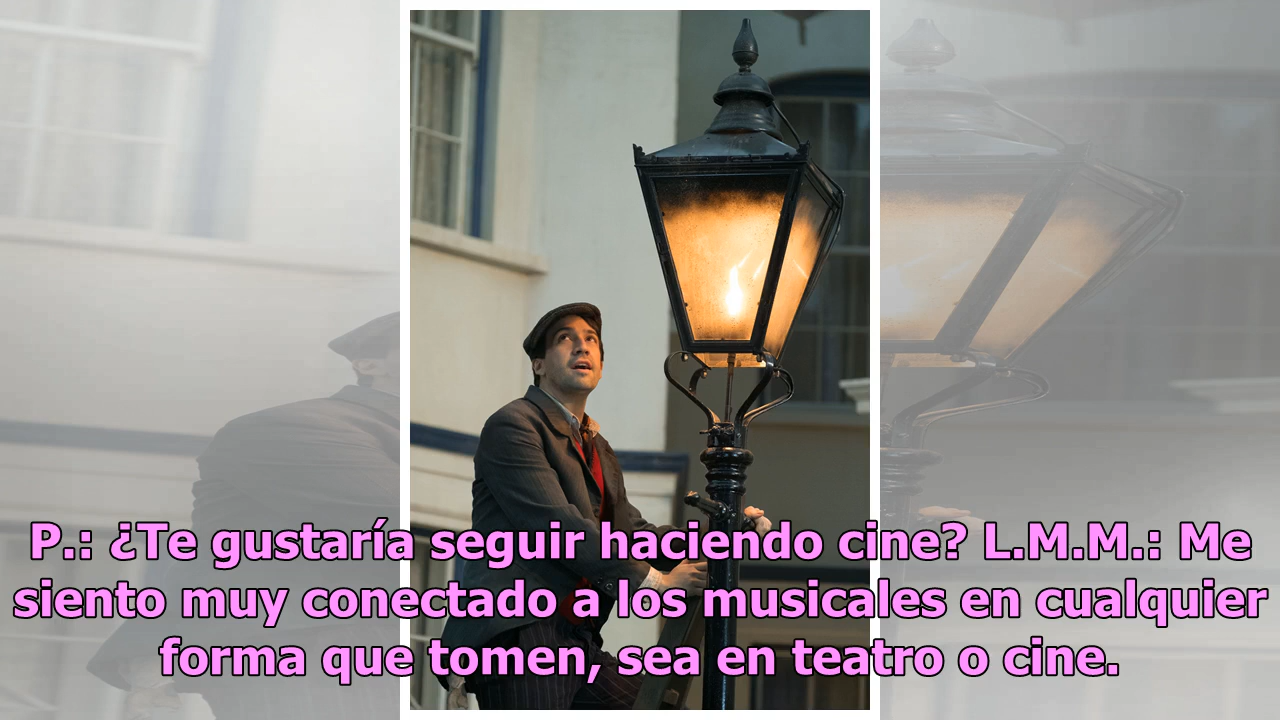 P.: ¿Te gustaría seguir haciendo cine? L.M.M.: Me
siento muy conectado a los musicales en cualquier
forma que tomen, sea en teatro o cine.